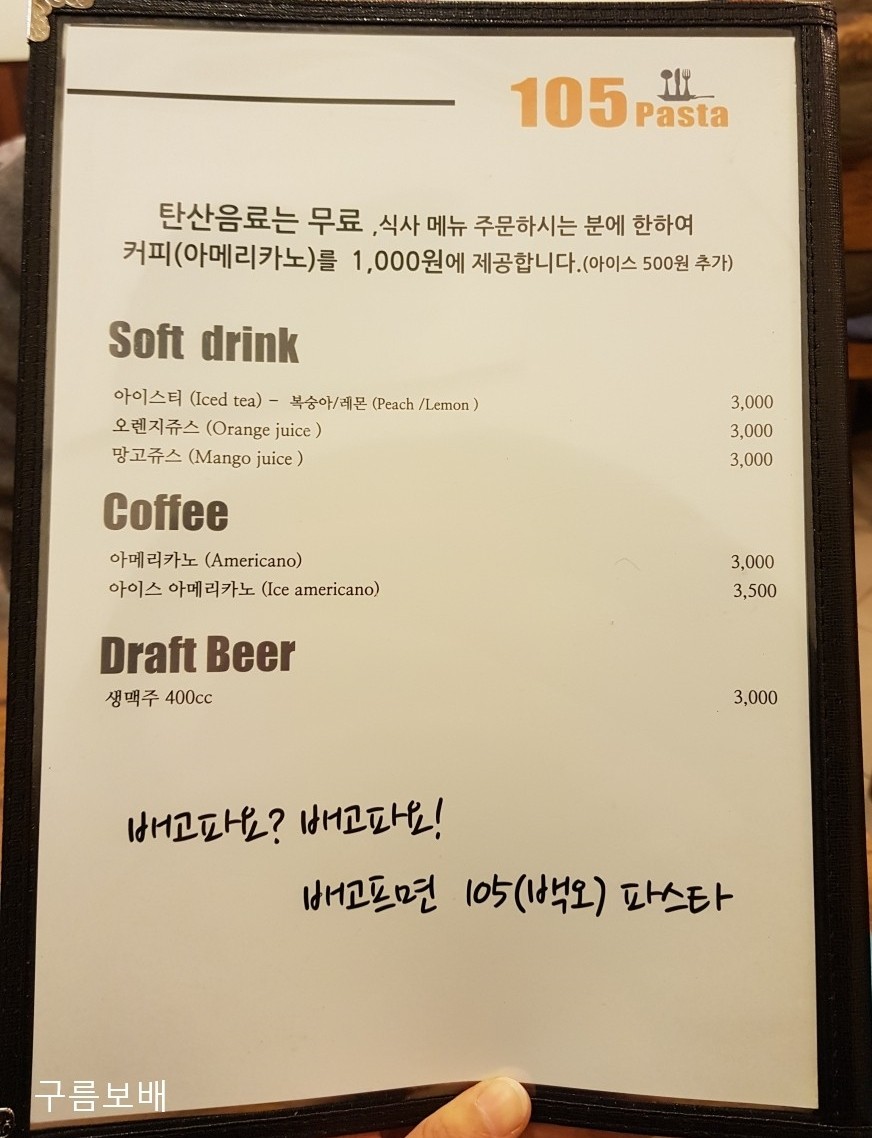 105 Pasta
탄산음료는 무료 ,식사 메뉴 주문하시는 분에 한하여
커피(아메리카노)를 1,000원에 제공합니다.(아이스 500원 추가)
Soft drink
아이스티 (Iced tea) - 복숭아/레몬 (Peach /Lemon ) 3,000
오렌지쥬스 (Orange juice ) 3,000
망고쥬스 (Mango juice ) 3,000
Coffee
아메리카노 (Americano) 3,000
아이스 아메리카노 (Ice americano) 3,500
Draft Beer
생맥주 400cc 3,000
배고파요? 배고파요!
배고프면 105(백오) 파스타
구름보배